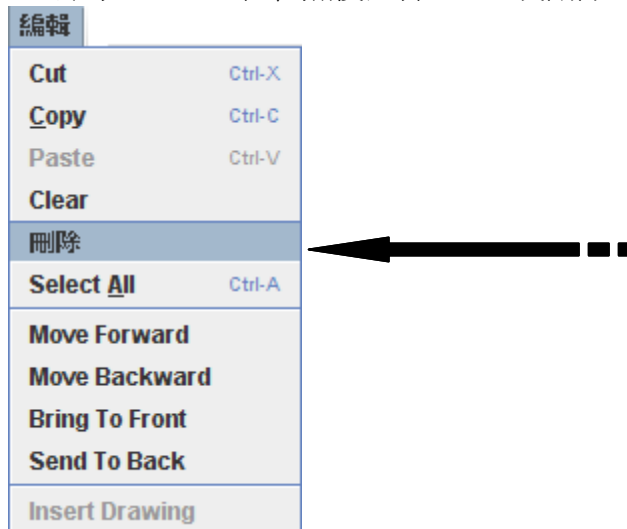 編輯
Cut Ctrl-X
Copy Ctrl-C
Paste Ctrl-V
Clear
刪除
Select All Ctrl-A
Move Forward
Move Backward
Bring To Front
Send To Back
Insert Drawing